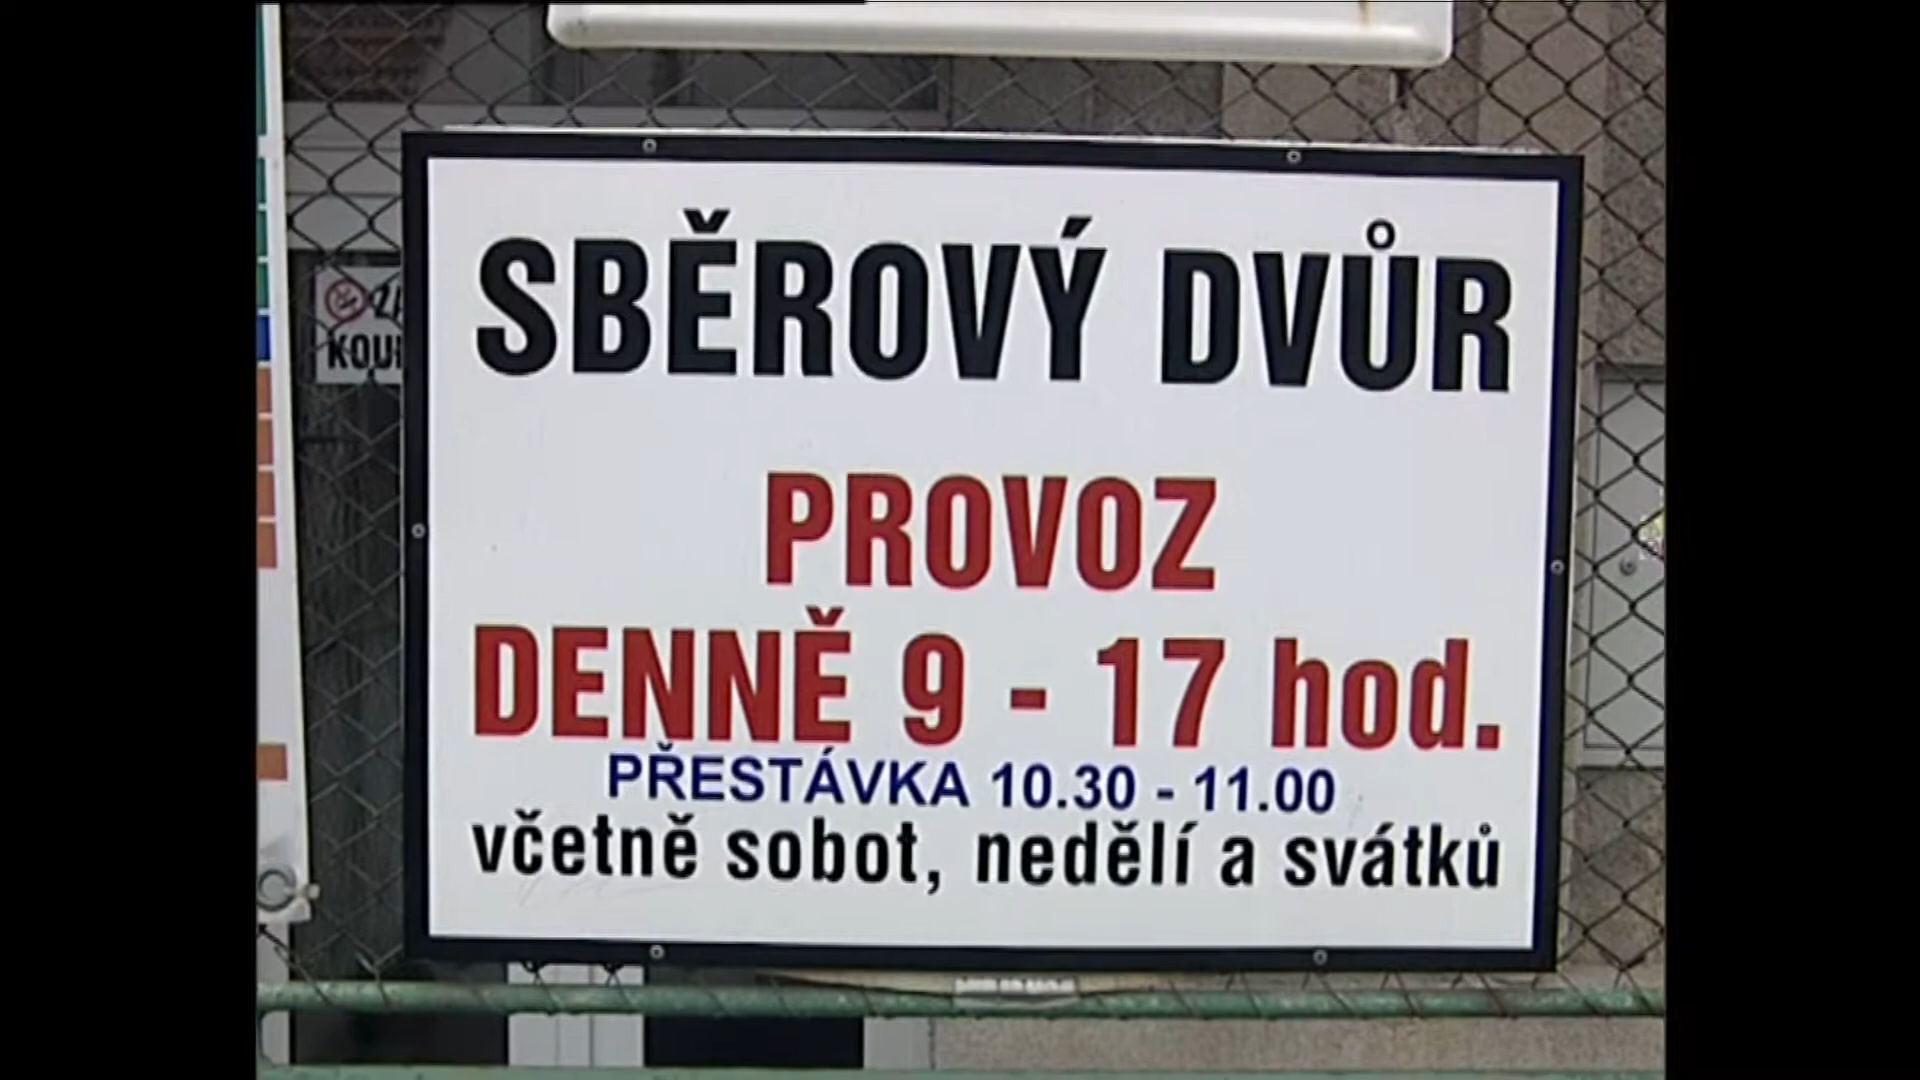 SBĚROVÝ DVŮR
PROVOZ
DENNĚ 9 - 17 hod.
PŘESTÁVKA 10.30 - 11.00
včetně sobot, nedělí a svátků